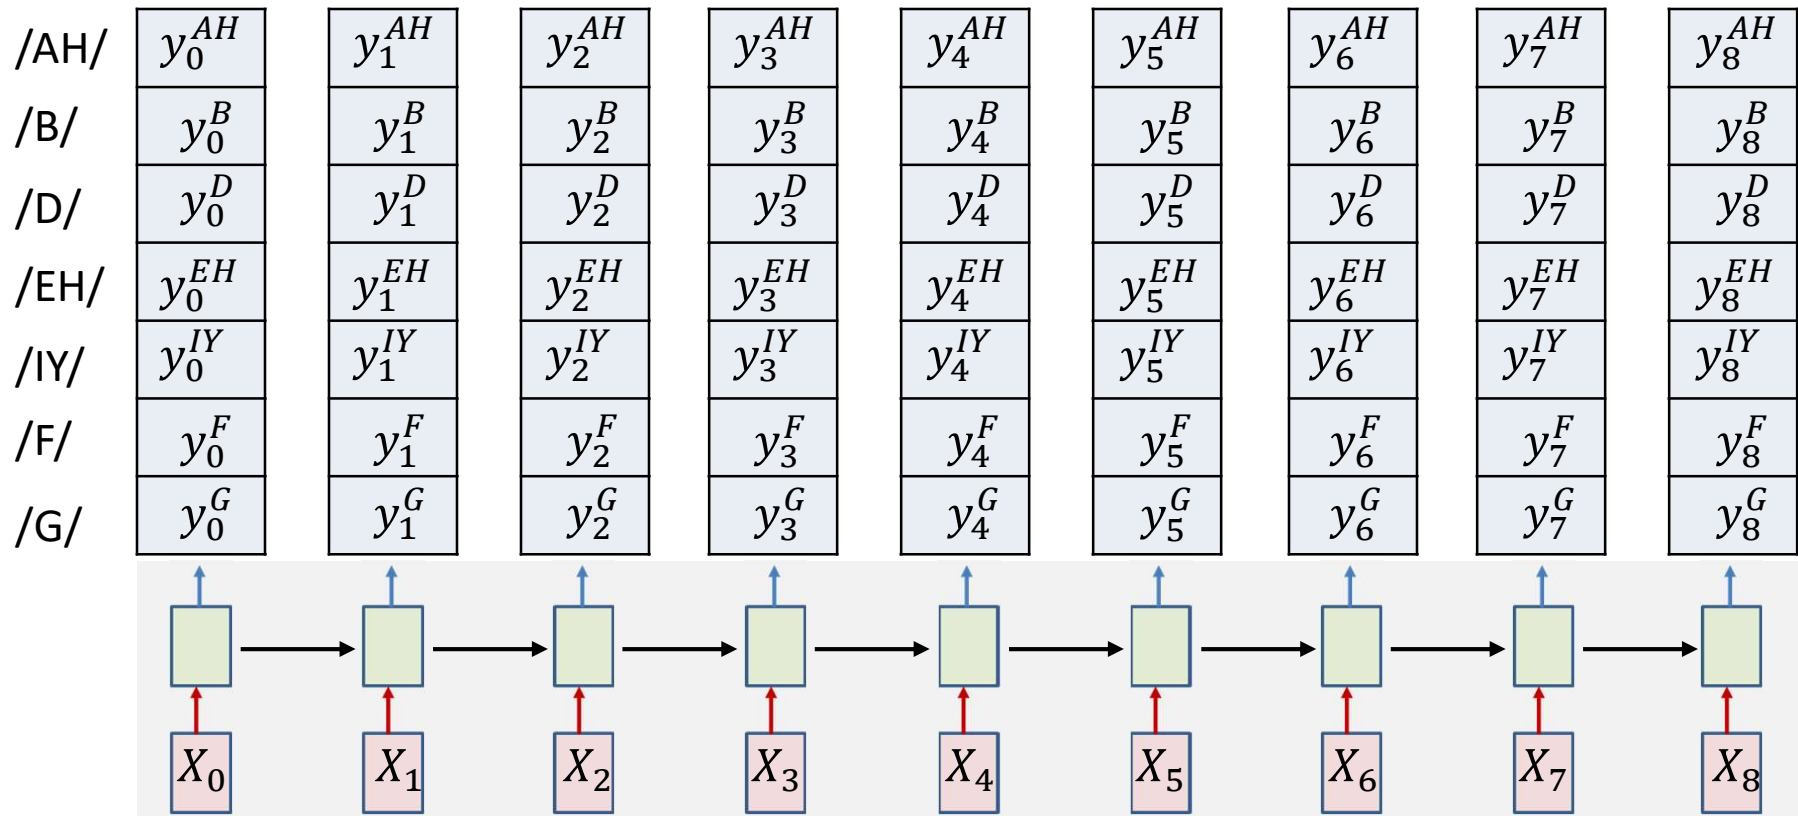 /AH/ y_0^{AH} y_1^{AH} y_2^{AH} y_3^{AH} y_4^{AH} y_5^{AH} y_6^{AH} y_7^{AH} y_8^{AH}
/B/ y_0^B y_1^B y_2^B y_3^B y_4^B y_5^B y_6^B y_7^B y_8^B
/D/ y_0^D y_1^D y_2^D y_3^D y_4^D y_5^D y_6^D y_7^D y_8^D
/EH/ y_0^{EH} y_1^{EH} y_2^{EH} y_3^{EH} y_4^{EH} y_5^{EH} y_6^{EH} y_7^{EH} y_8^{EH}
/IY/ y_0^{IY} y_1^{IY} y_2^{IY} y_3^{IY} y_4^{IY} y_5^{IY} y_6^{IY} y_7^{IY} y_8^{IY}
/F/ y_0^F y_1^F y_2^F y_3^F y_4^F y_5^F y_6^F y_7^F y_8^F
/G/ y_0^G y_1^G y_2^G y_3^G y_4^G y_5^G y_6^G y_7^G y_8^G
X_0 X_1 X_2 X_3 X_4 X_5 X_6 X_7 X_8